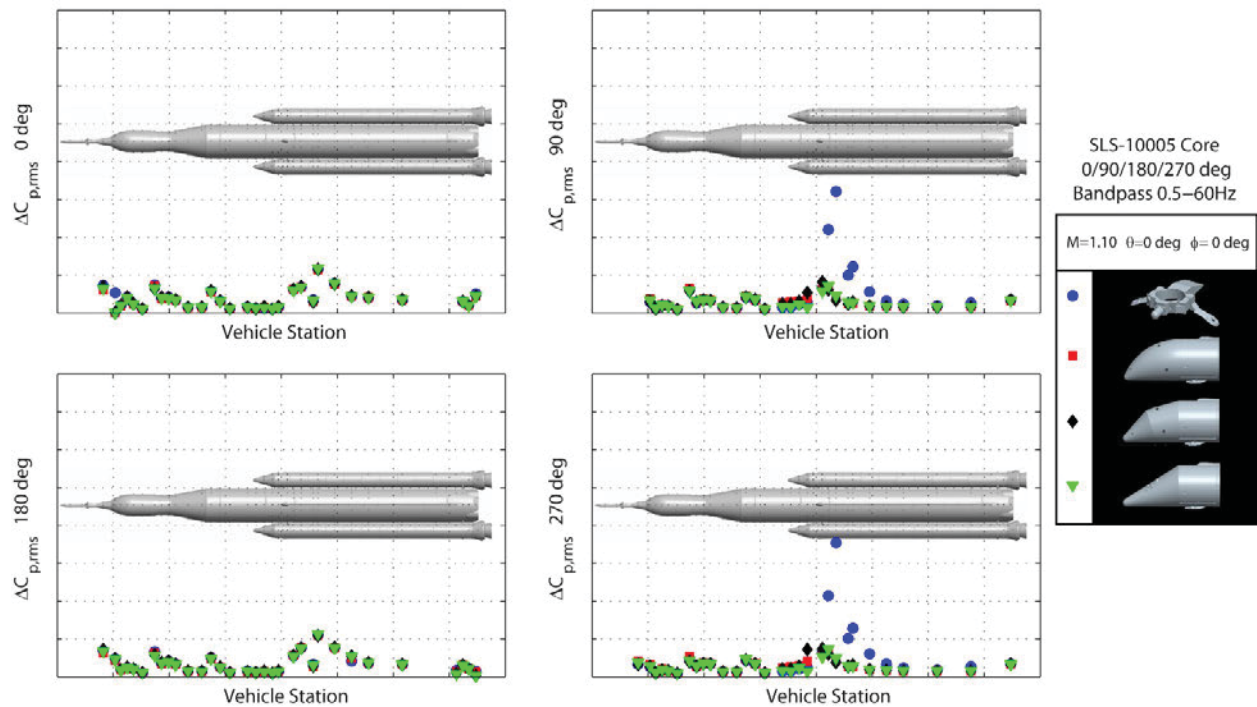 ΔC p,rms 0 deg
Vehicle Station
ΔC p,rms 90 deg
Vehicle Station
ΔC p,rms 180 deg
Vehicle Station
ΔC p,rms 270 deg
Vehicle Station
SLS-10005 Core
0/90/180/270 deg
Bandpass 0.5−60Hz
M=1.10 θ=0 deg ϕ= 0 deg